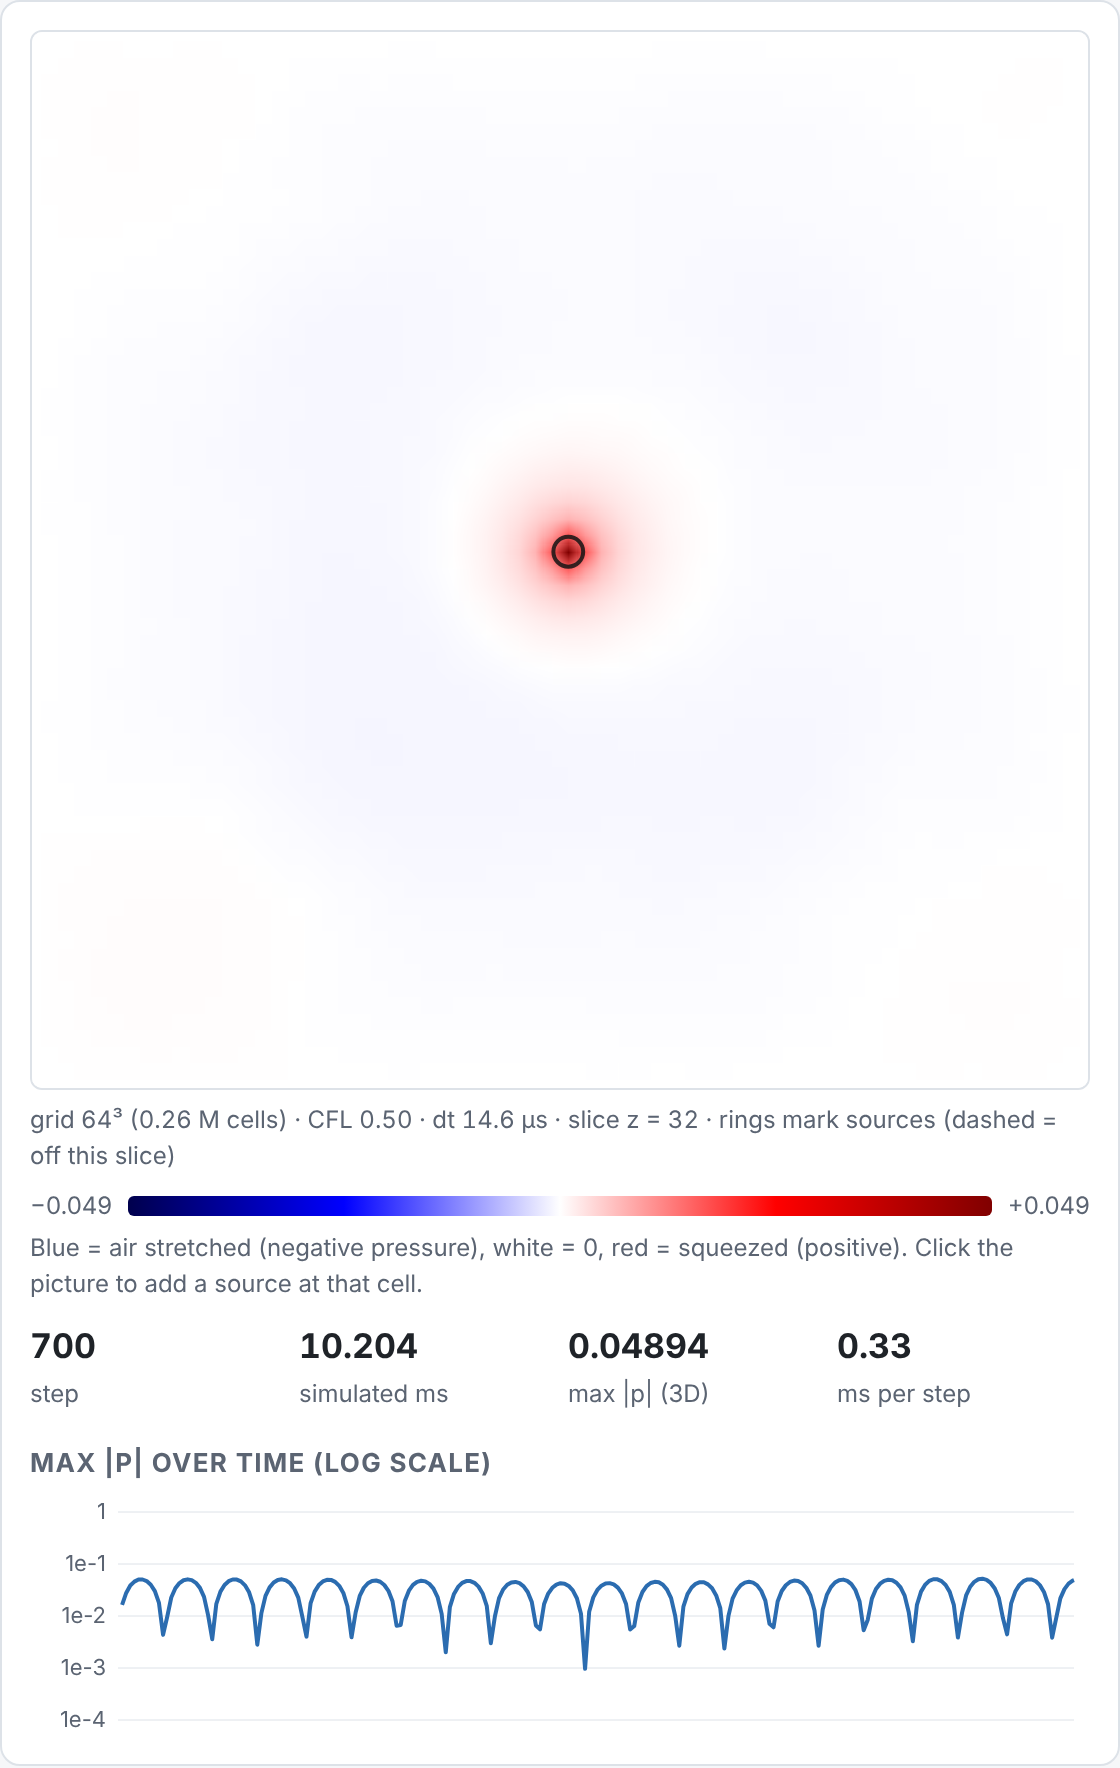 grid 64³ (0.26 M cells) · CFL 0.50 · dt 14.6 µs · slice z = 32 · rings mark sources (dashed =
off this slice)
−0.049 +0.049
Blue = air stretched (negative pressure), white = 0, red = squeezed (positive). Click the
picture to add a source at that cell.
700 10.204 0.04894 0.33
step simulated ms max |p| (3D) ms per step
MAX |P| OVER TIME (LOG SCALE)
1
1e-1
1e-2
1e-3
1e-4